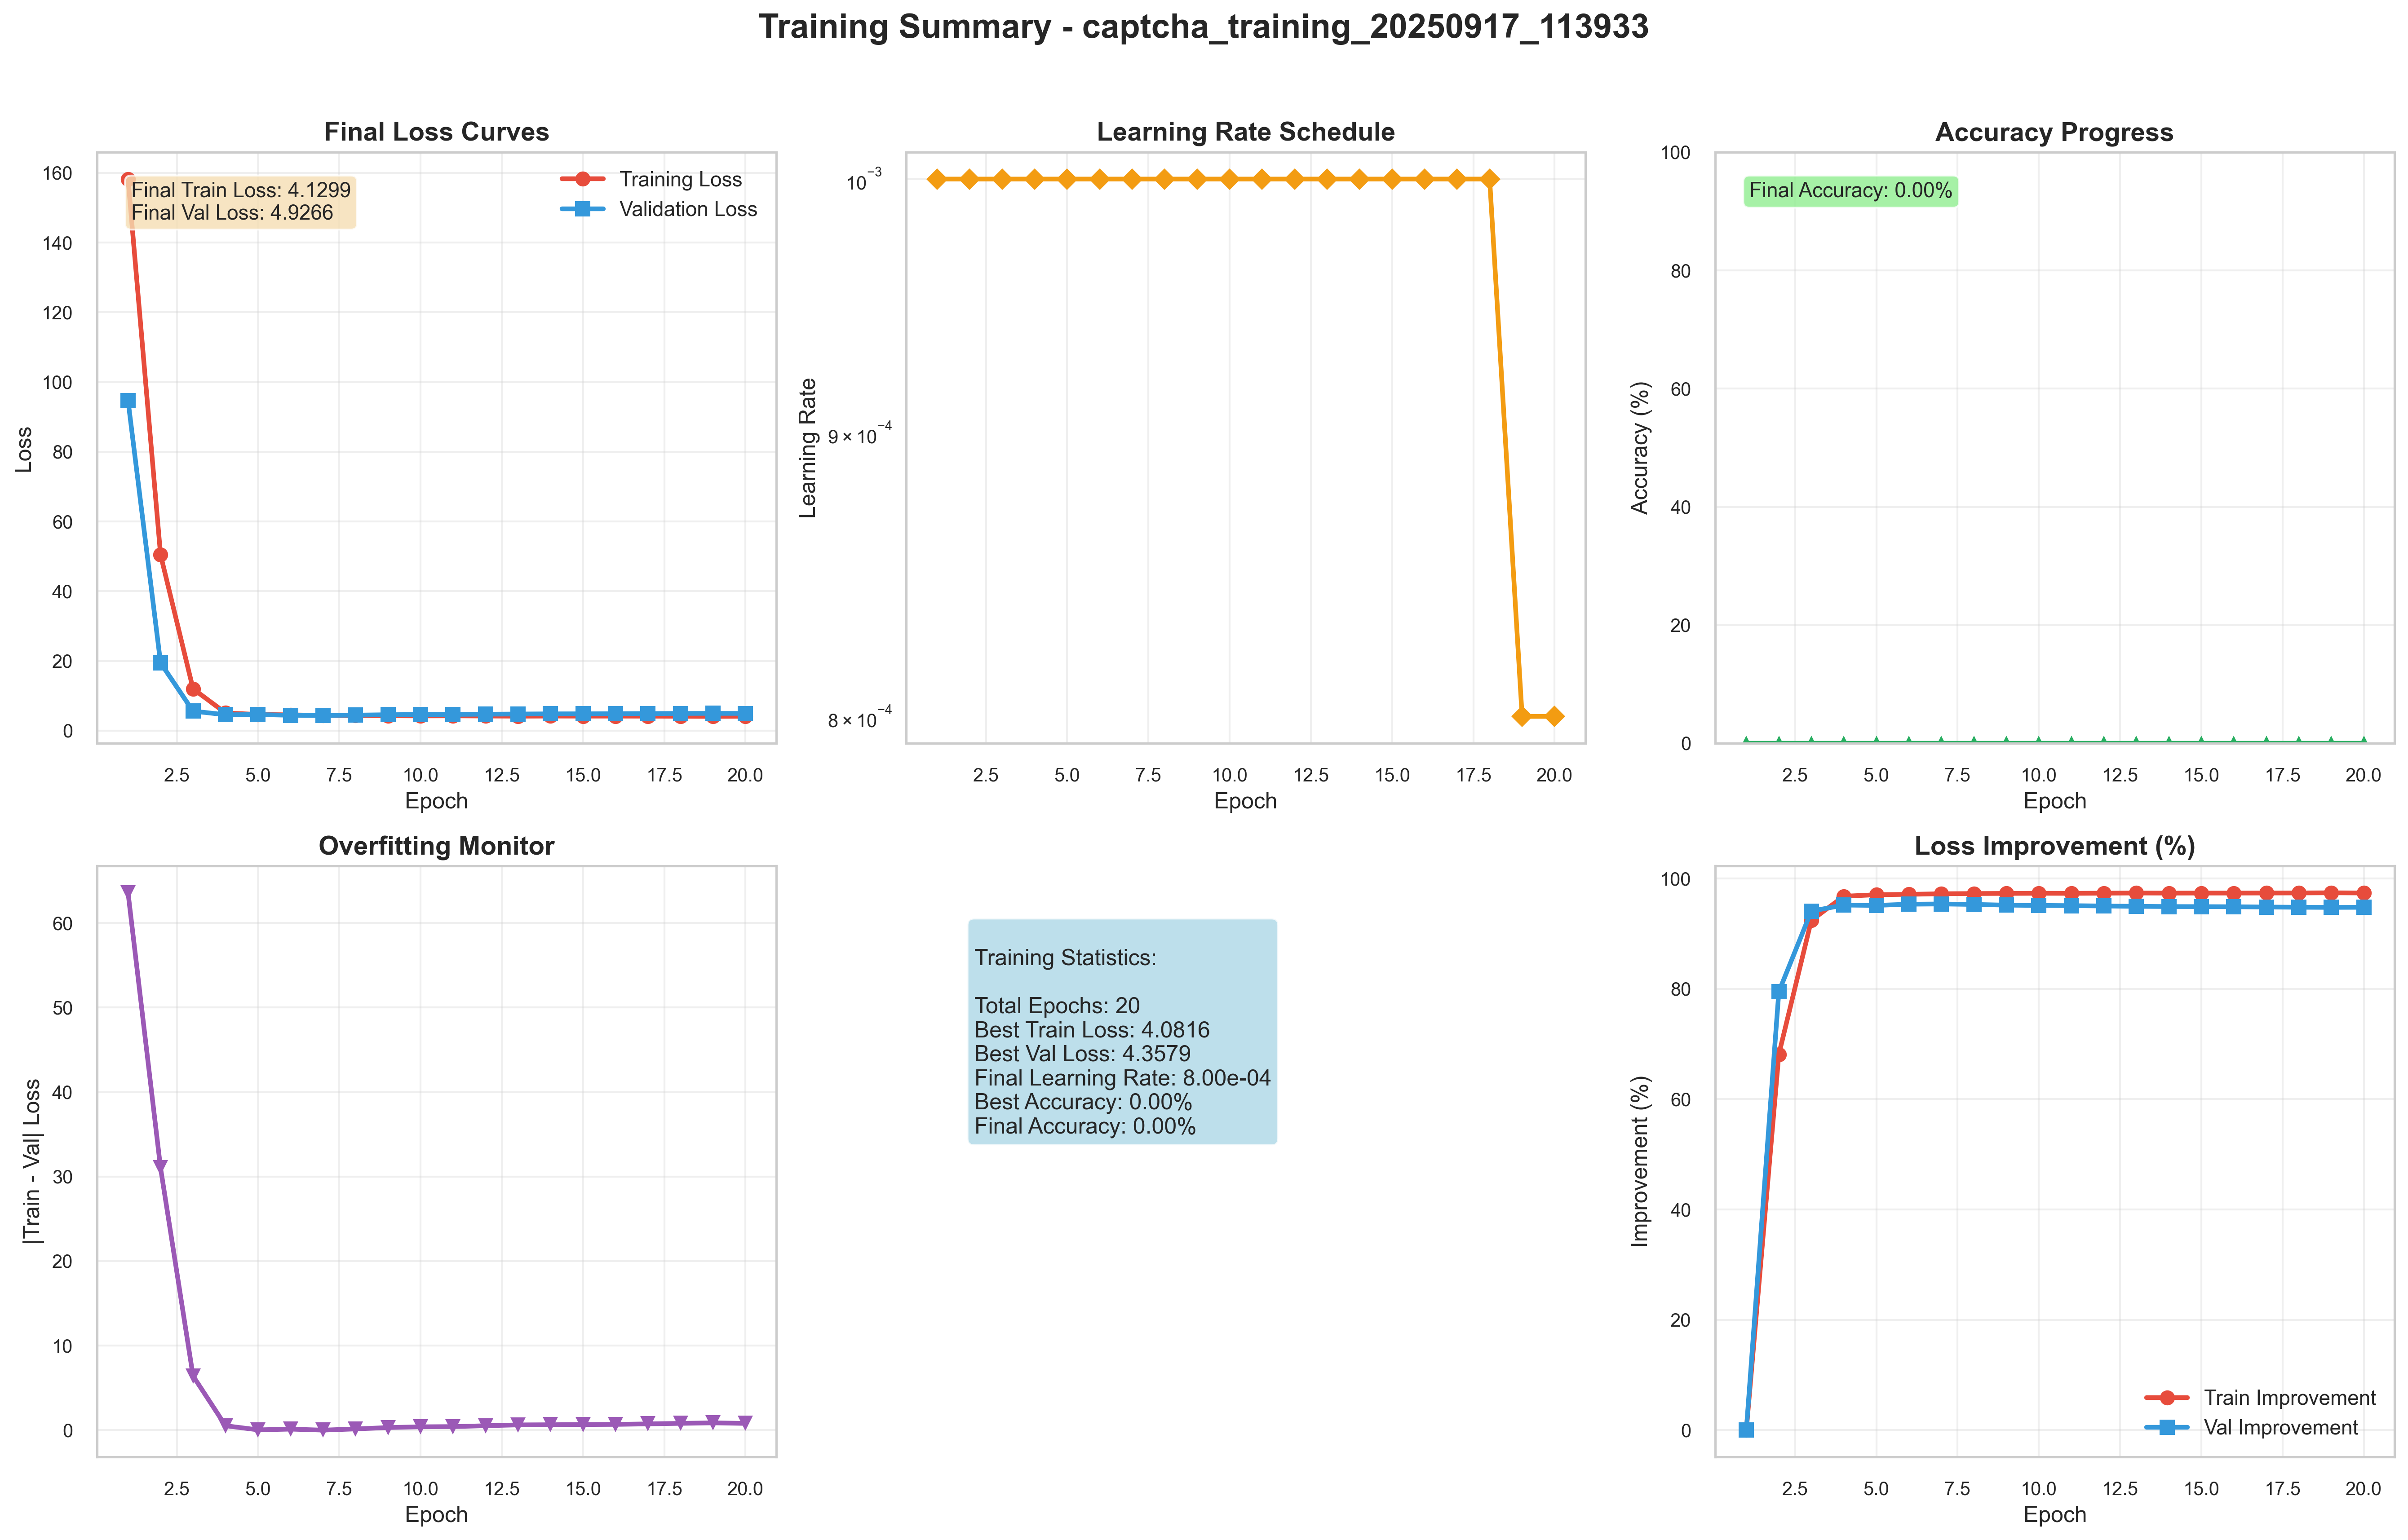 Training Summary - captcha_training_20250917_113933
Final Loss Curves
160
140
120
100
80
60
40
20
0
Loss
Final Train Loss: 4.1299
Final Val Loss: 4.9266
Training Loss
Validation Loss
2.5 5.0 7.5 10.0 12.5 15.0 17.5 20.0
Epoch
Learning Rate Schedule
10⁻³
9 × 10⁻⁴
8 × 10⁻⁴
Learning Rate
2.5 5.0 7.5 10.0 12.5 15.0 17.5 20.0
Epoch
Accuracy Progress
100
80
60
40
20
0
Accuracy (%)
Final Accuracy: 0.00%
2.5 5.0 7.5 10.0 12.5 15.0 17.5 20.0
Epoch
Overfitting Monitor
60
50
40
30
20
10
0
|Train - Val| Loss
2.5 5.0 7.5 10.0 12.5 15.0 17.5 20.0
Epoch
Training Statistics:
Total Epochs: 20
Best Train Loss: 4.0816
Best Val Loss: 4.3579
Final Learning Rate: 8.00e-04
Best Accuracy: 0.00%
Final Accuracy: 0.00%
Loss Improvement (%)
100
80
60
40
20
0
Improvement (%)
Train Improvement
Val Improvement
2.5 5.0 7.5 10.0 12.5 15.0 17.5 20.0
Epoch